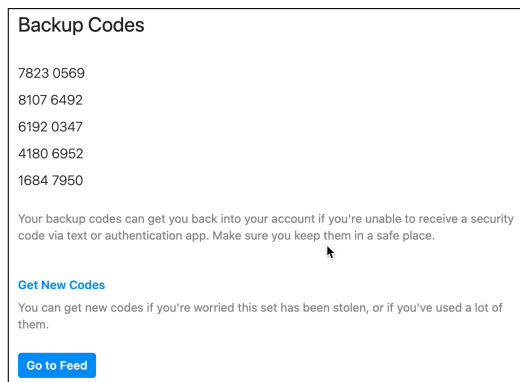 Backup Codes
7823 0569
8107 6492
6192 0347
4180 6952
1684 7950
Your backup codes can get you back into your account if you're unable to receive a security
code via text or authentication app. Make sure you keep them in a safe place.
Get New Codes
You can get new codes if you're worried this set has been stolen, or if you've used a lot of
them.
Go to Feed